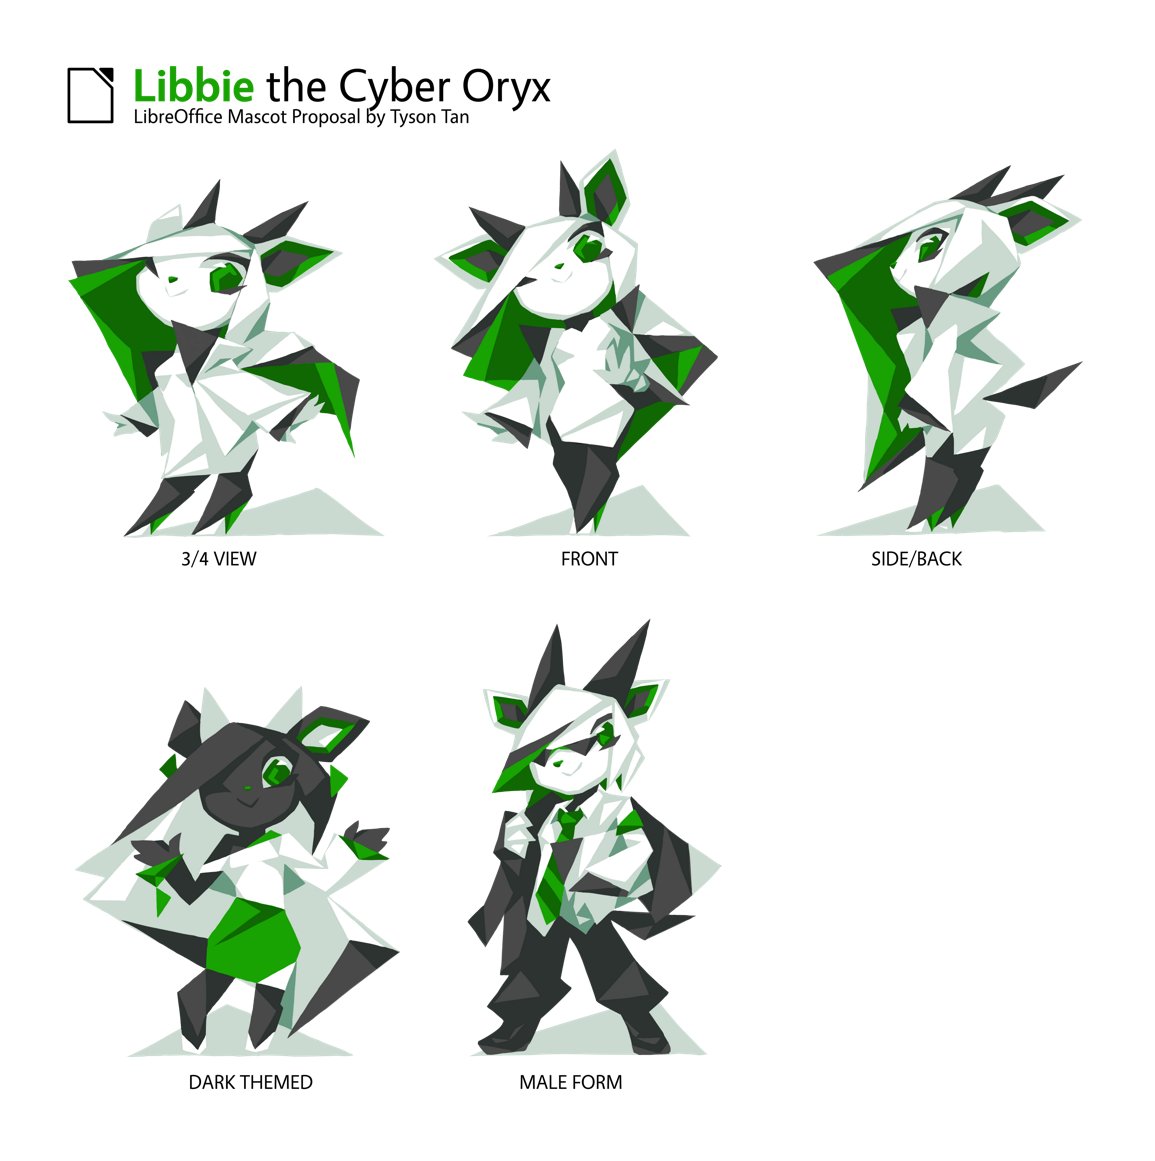 Libbie the Cyber Oryx
LibreOffice Mascot Proposal by Tyson Tan
3/4 VIEW
FRONT
SIDE/BACK
DARK THEMED
MALE FORM